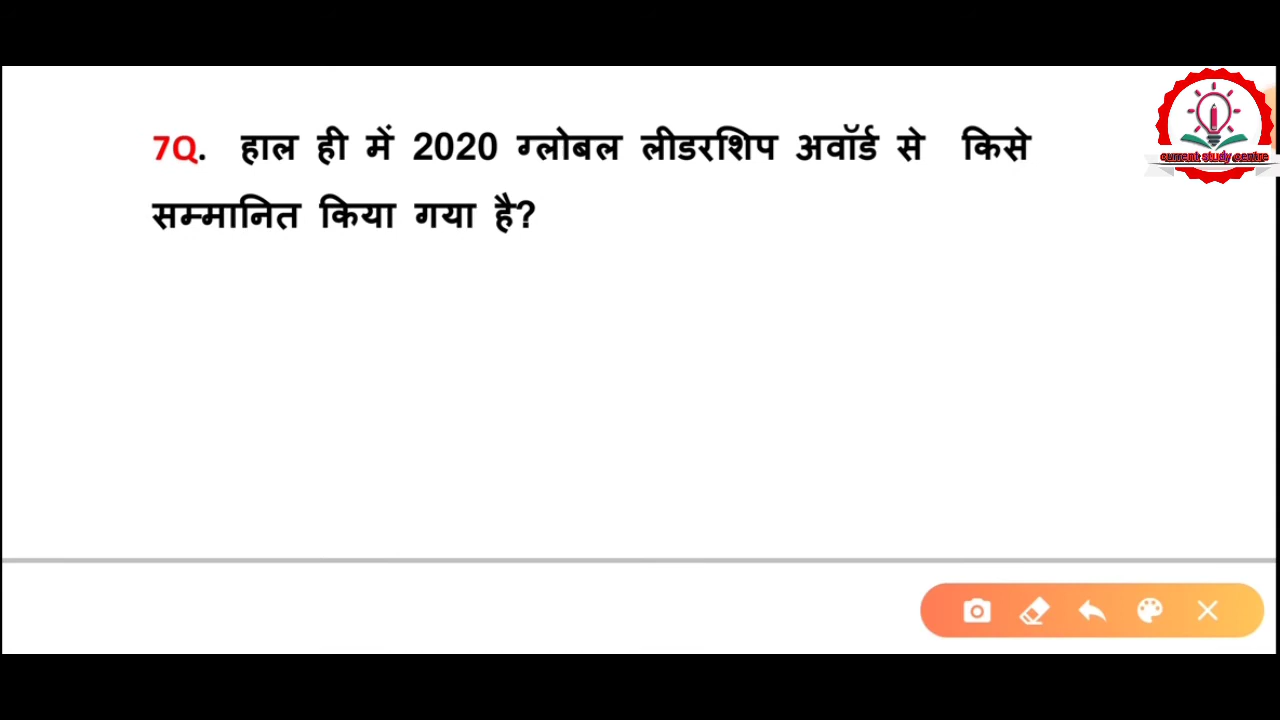 7Q. हाल ही में 2020 ग्लोबल लीडरशिप अवॉर्ड से किसे
सम्मानित किया गया है?
current study centre